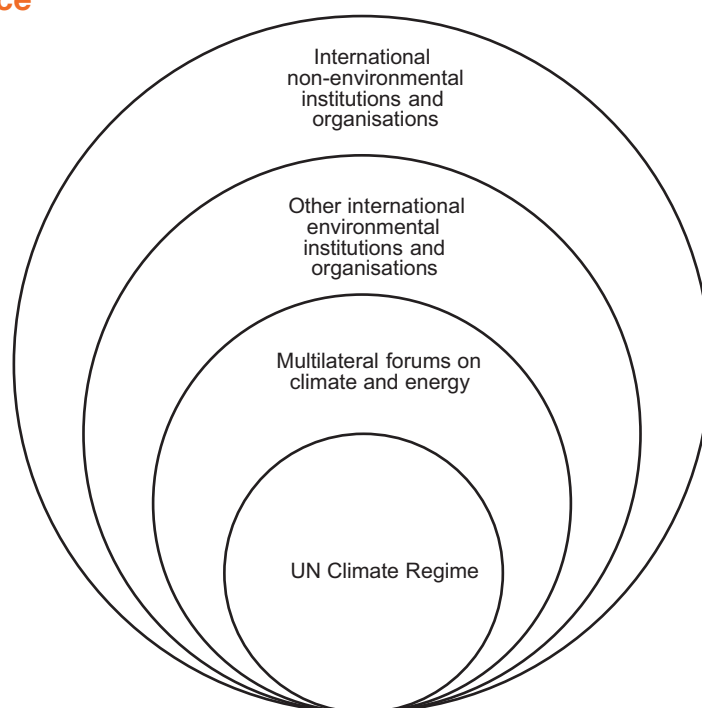 ce
International
non-environmental
institutions and
organisations
Other international
environmental
institutions and
organisations
Multilateral forums on
climate and energy
UN Climate Regime